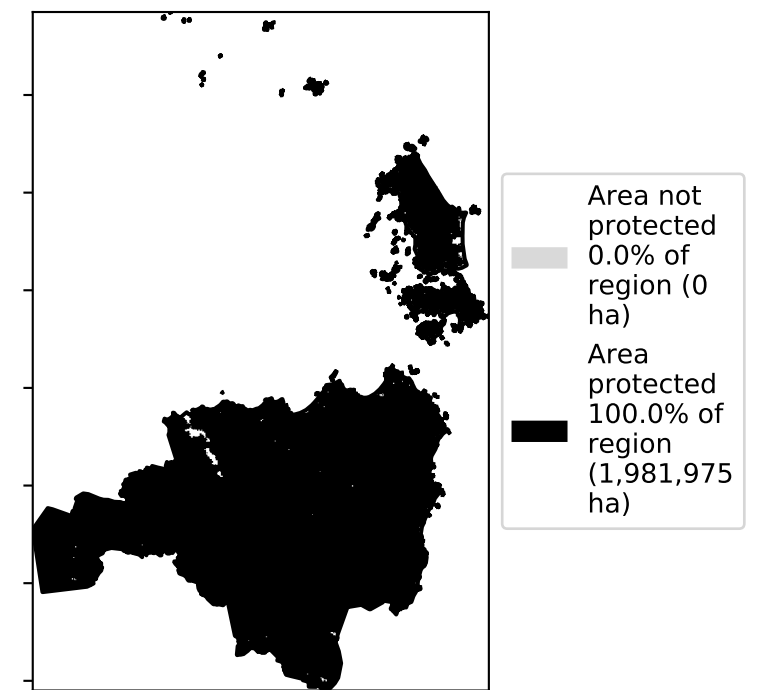 Area not
protected
0.0% of
region (0
ha)
Area
protected
100.0% of
region
(1,981,975
ha)